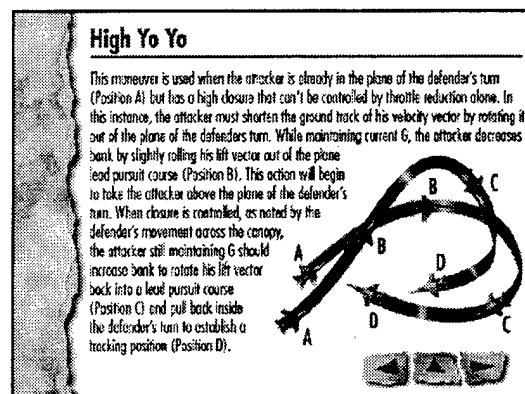 High Yo Yo
This maneuver is used when the attacker is already in the plane of the defender's turn
(Position A) but has a high closure that can't be controlled by throttle reduction alone. In
this instance, the attacker must shorten the ground track of his velocity vector by rotating it
out of the plane of the defenders turn. While maintaining current G, the attacker decreases
bank by slightly rolling his lift vector out of the plane
lead pursuit course (Position B). This action will begin
to take the attacker above the plane of the defender's
turn. When closure is controlled, as noted by the
defender's movement across the canopy,
the attacker still maintaining G should
increase bank to rotate his lift vector
back into a lead pursuit course
(Position C) and pull back inside
the defender's turn to establish a
tracking position (Position D).
B
C
A
B
D
D
C
A